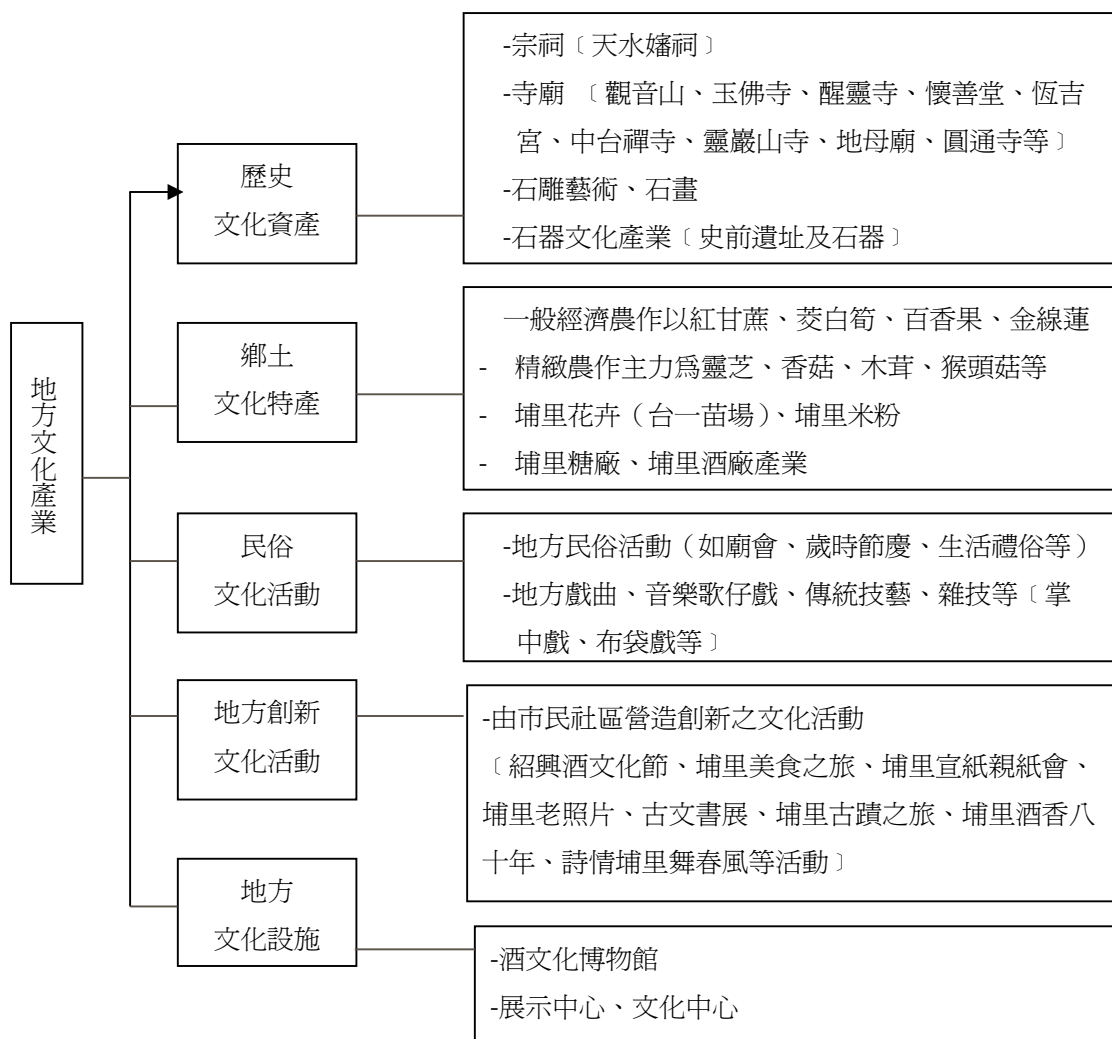 地方文化產業
歷史
文化資產
-宗祠﹝天水嬸祠﹞
-寺廟 ﹝觀音山、玉佛寺、醒靈寺、懷善堂、恆吉
宮、中台禪寺、靈巖山寺、地母廟、圓通寺等﹞
-石雕藝術、石畫
-石器文化產業﹝史前遺址及石器﹞
鄉土
文化特產
一般經濟農作以紅甘蔗、茭白筍、百香果、金線蓮
- 精緻農作主力為靈芝、香菇、木茸、猴頭菇等
- 埔里花卉（台一苗場）、埔里米粉
- 埔里糖廠、埔里酒廠產業
民俗
文化活動
-地方民俗活動（如廟會、歲時節慶、生活禮俗等）
-地方戲曲、音樂歌仔戲、傳統技藝、雜技等﹝掌
中戲、布袋戲等﹞
地方創新
文化活動
-由市民社區營造創新之文化活動
﹝紹興酒文化節、埔里美食之旅、埔里宣紙親紙會、
埔里老照片、古文書展、埔里古蹟之旅、埔里酒香八
十年、詩情埔里舞春風等活動﹞
地方
文化設施
-酒文化博物館
-展示中心、文化中心